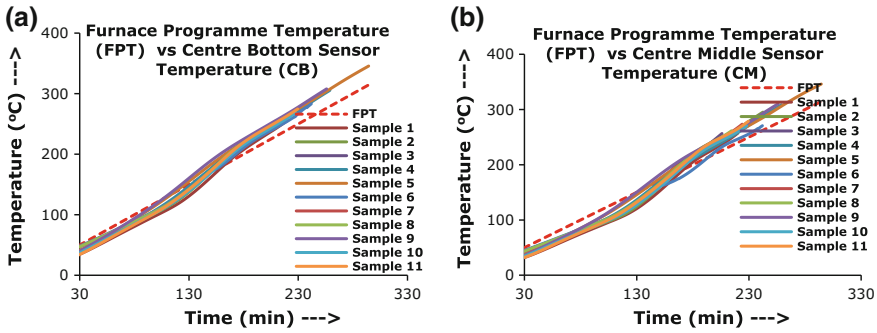 (a)
Furnace Programme Temperature
(FPT) vs Centre Bottom Sensor
Temperature (CB)
Temperature (ºC) --->
400
300
200
100
0
30
130
230
330
Time (min) --->
FPT
Sample 1
Sample 2
Sample 3
Sample 4
Sample 5
Sample 6
Sample 7
Sample 8
Sample 9
Sample 10
Sample 11
(b)
Furnace Programme Temperature
(FPT) vs Centre Middle Sensor
Temperature (CM)
Temperature (ºC) --->
400
300
200
100
0
30
130
230
330
Time (min) --->
FPT
Sample 1
Sample 2
Sample 3
Sample 4
Sample 5
Sample 6
Sample 7
Sample 8
Sample 9
Sample 10
Sample 11